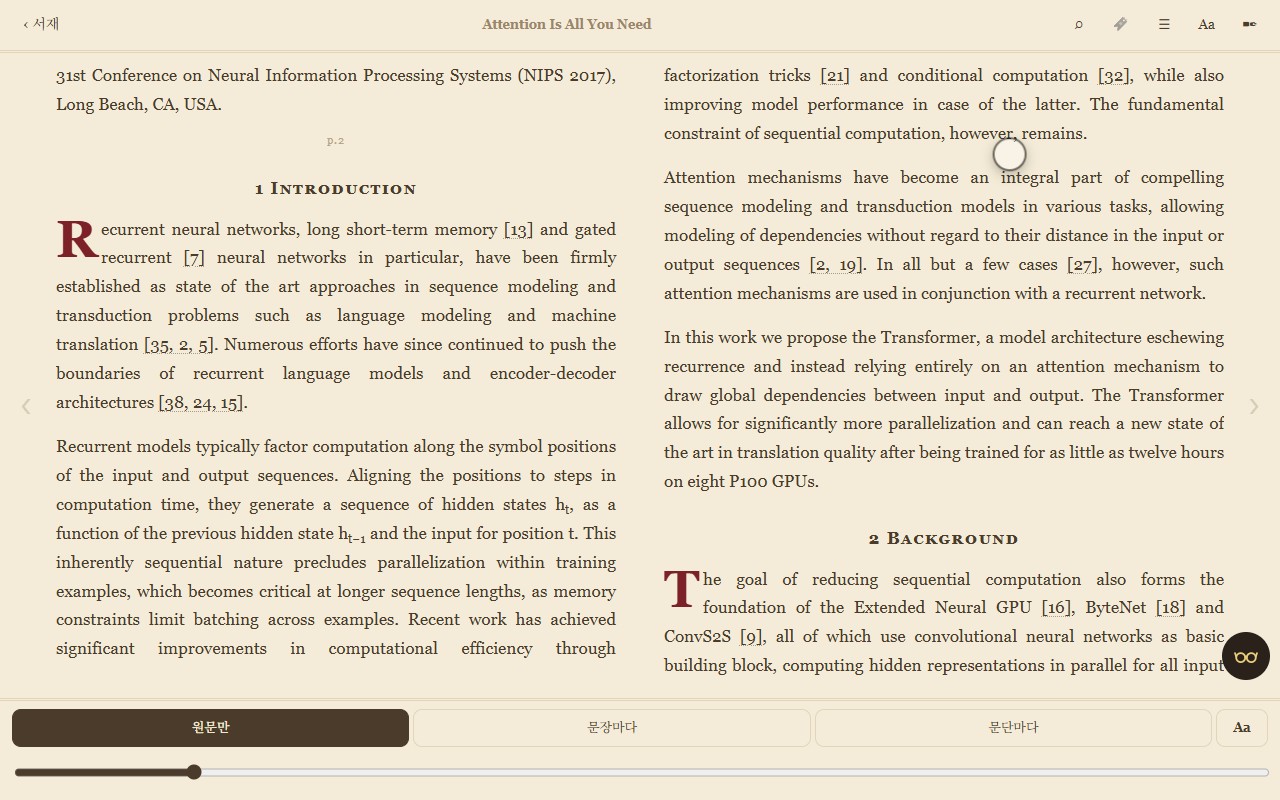 ‹ 서재
Attention Is All You Need
Aa
31st Conference on Neural Information Processing Systems (NIPS 2017),
Long Beach, CA, USA.
p.2
1 Introduction
Recurrent neural networks, long short-term memory [13] and gated
recurrent [7] neural networks in particular, have been firmly
established as state of the art approaches in sequence modeling and
transduction problems such as language modeling and machine
translation [35, 2, 5]. Numerous efforts have since continued to push the
boundaries of recurrent language models and encoder-decoder
architectures [38, 24, 15].
Recurrent models typically factor computation along the symbol positions
of the input and output sequences. Aligning the positions to steps in
computation time, they generate a sequence of hidden states ht, as a
function of the previous hidden state ht−1 and the input for position t. This
inherently sequential nature precludes parallelization within training
examples, which becomes critical at longer sequence lengths, as memory
constraints limit batching across examples. Recent work has achieved
significant improvements in computational efficiency through
factorization tricks [21] and conditional computation [32], while also
improving model performance in case of the latter. The fundamental
constraint of sequential computation, however, remains.
Attention mechanisms have become an integral part of compelling
sequence modeling and transduction models in various tasks, allowing
modeling of dependencies without regard to their distance in the input or
output sequences [2, 19]. In all but a few cases [27], however, such
attention mechanisms are used in conjunction with a recurrent network.
In this work we propose the Transformer, a model architecture eschewing
recurrence and instead relying entirely on an attention mechanism to
draw global dependencies between input and output. The Transformer
allows for significantly more parallelization and can reach a new state of
the art in translation quality after being trained for as little as twelve hours
on eight P100 GPUs.
2 Background
The goal of reducing sequential computation also forms the
foundation of the Extended Neural GPU [16], ByteNet [18] and
ConvS2S [9], all of which use convolutional neural networks as basic
building block, computing hidden representations in parallel for all input
원문만
문장마다
문단마다
Aa